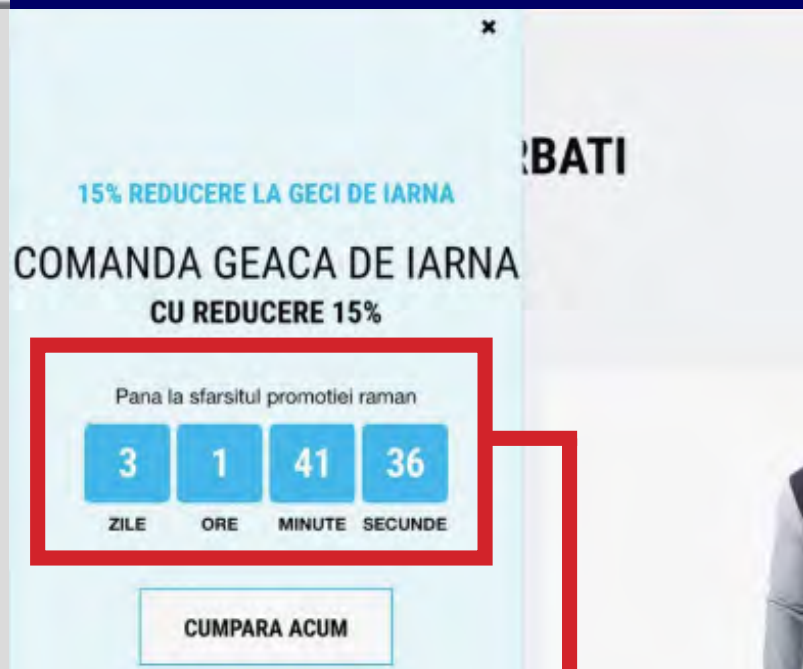 15% REDUCERE LA GECI DE IARNA
COMANDA GEACA DE IARNA
CU REDUCERE 15%
Pana la sfarsitul promotiei raman
3 1 41 36
ZILE ORE MINUTE SECUNDE
CUMPARA ACUM
BATI